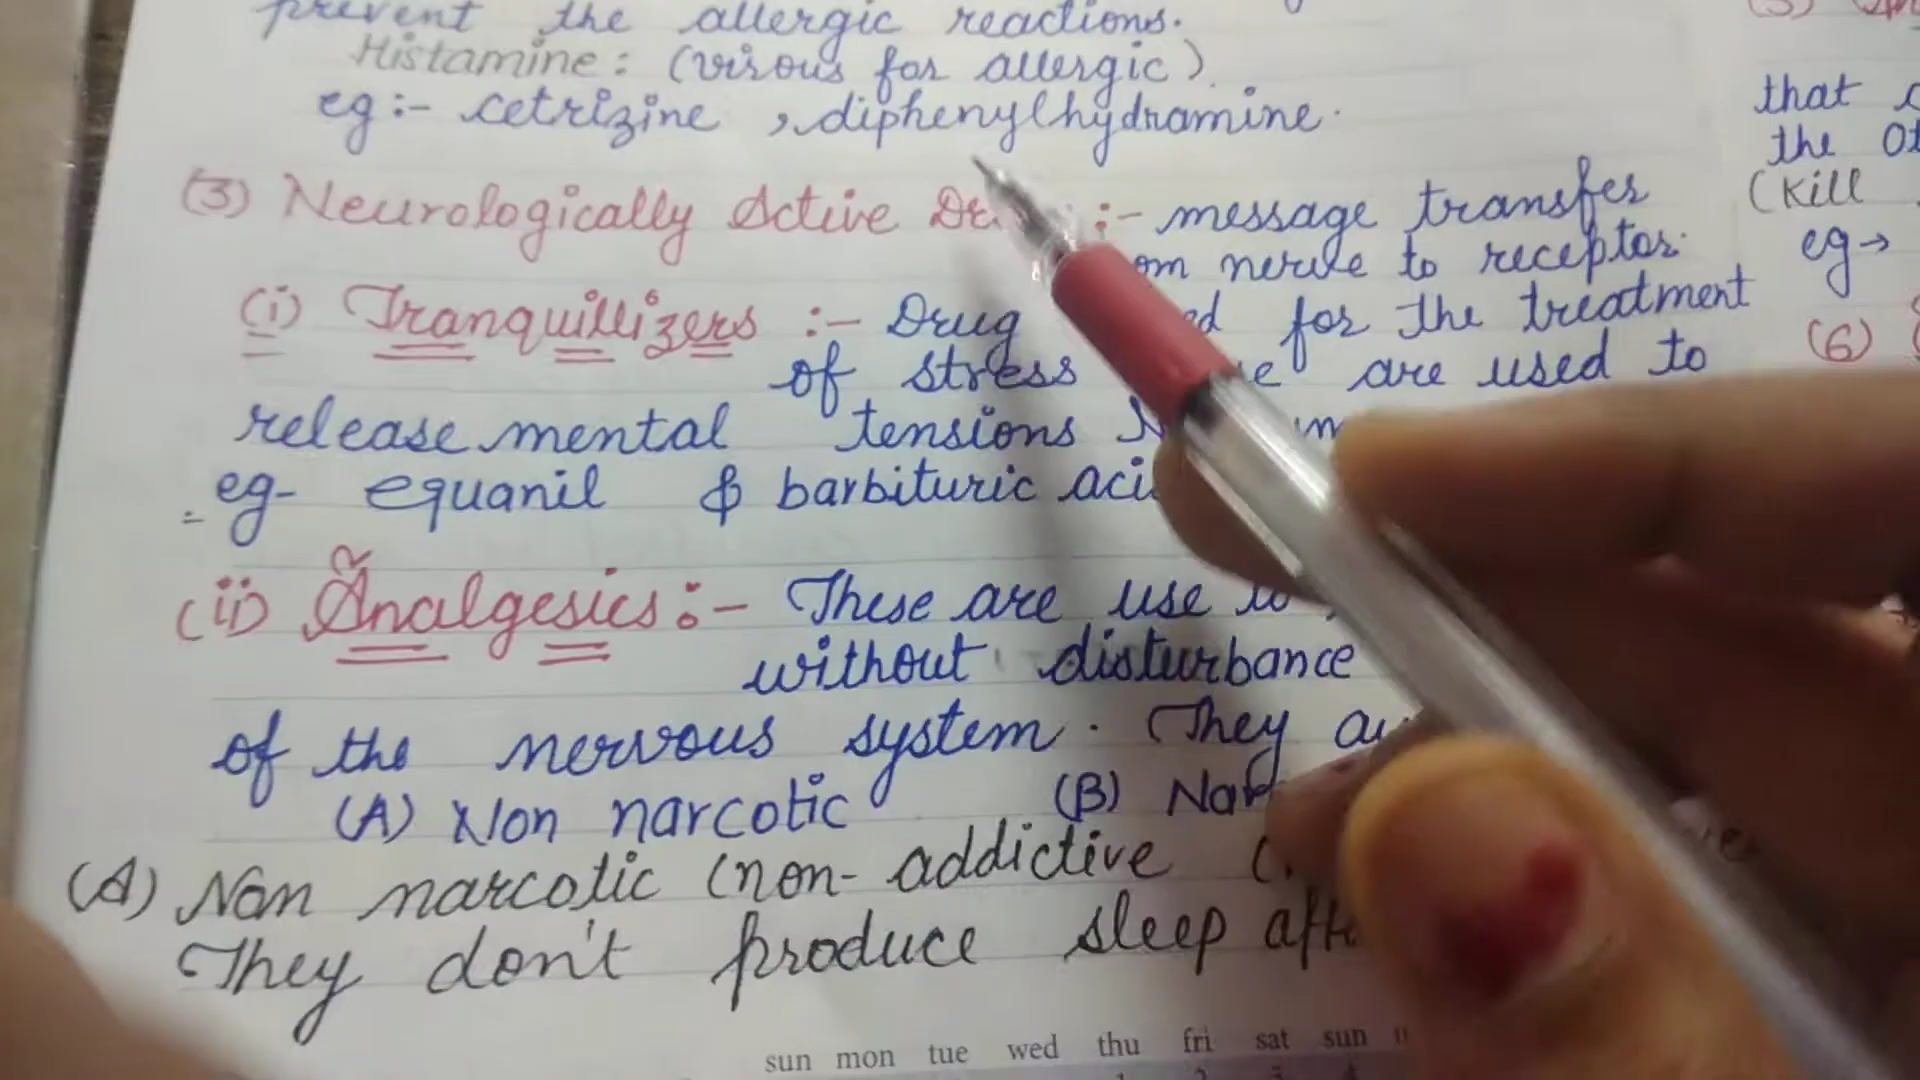 prevent the allergic reactions.
Histamine : (virous for allergic)
eg :- cetrizine , diphenylhydramine.
(3) Neurologically Active :- message transfer
nerve to receptor.
(i) Tranquillizers :- Drug for the treatment
of stress are used to
release mental tensions
eg- equanil & barbituric
(ii) Analgesics :- These are use to
without disturbance
of the nervous system. They
(A) Non narcotic (B)
(A) Non narcotic (non-addictive
They don't produce sleep
that
the
(Kill
eg →
(6)
sun mon tue wed thu fri sat sun